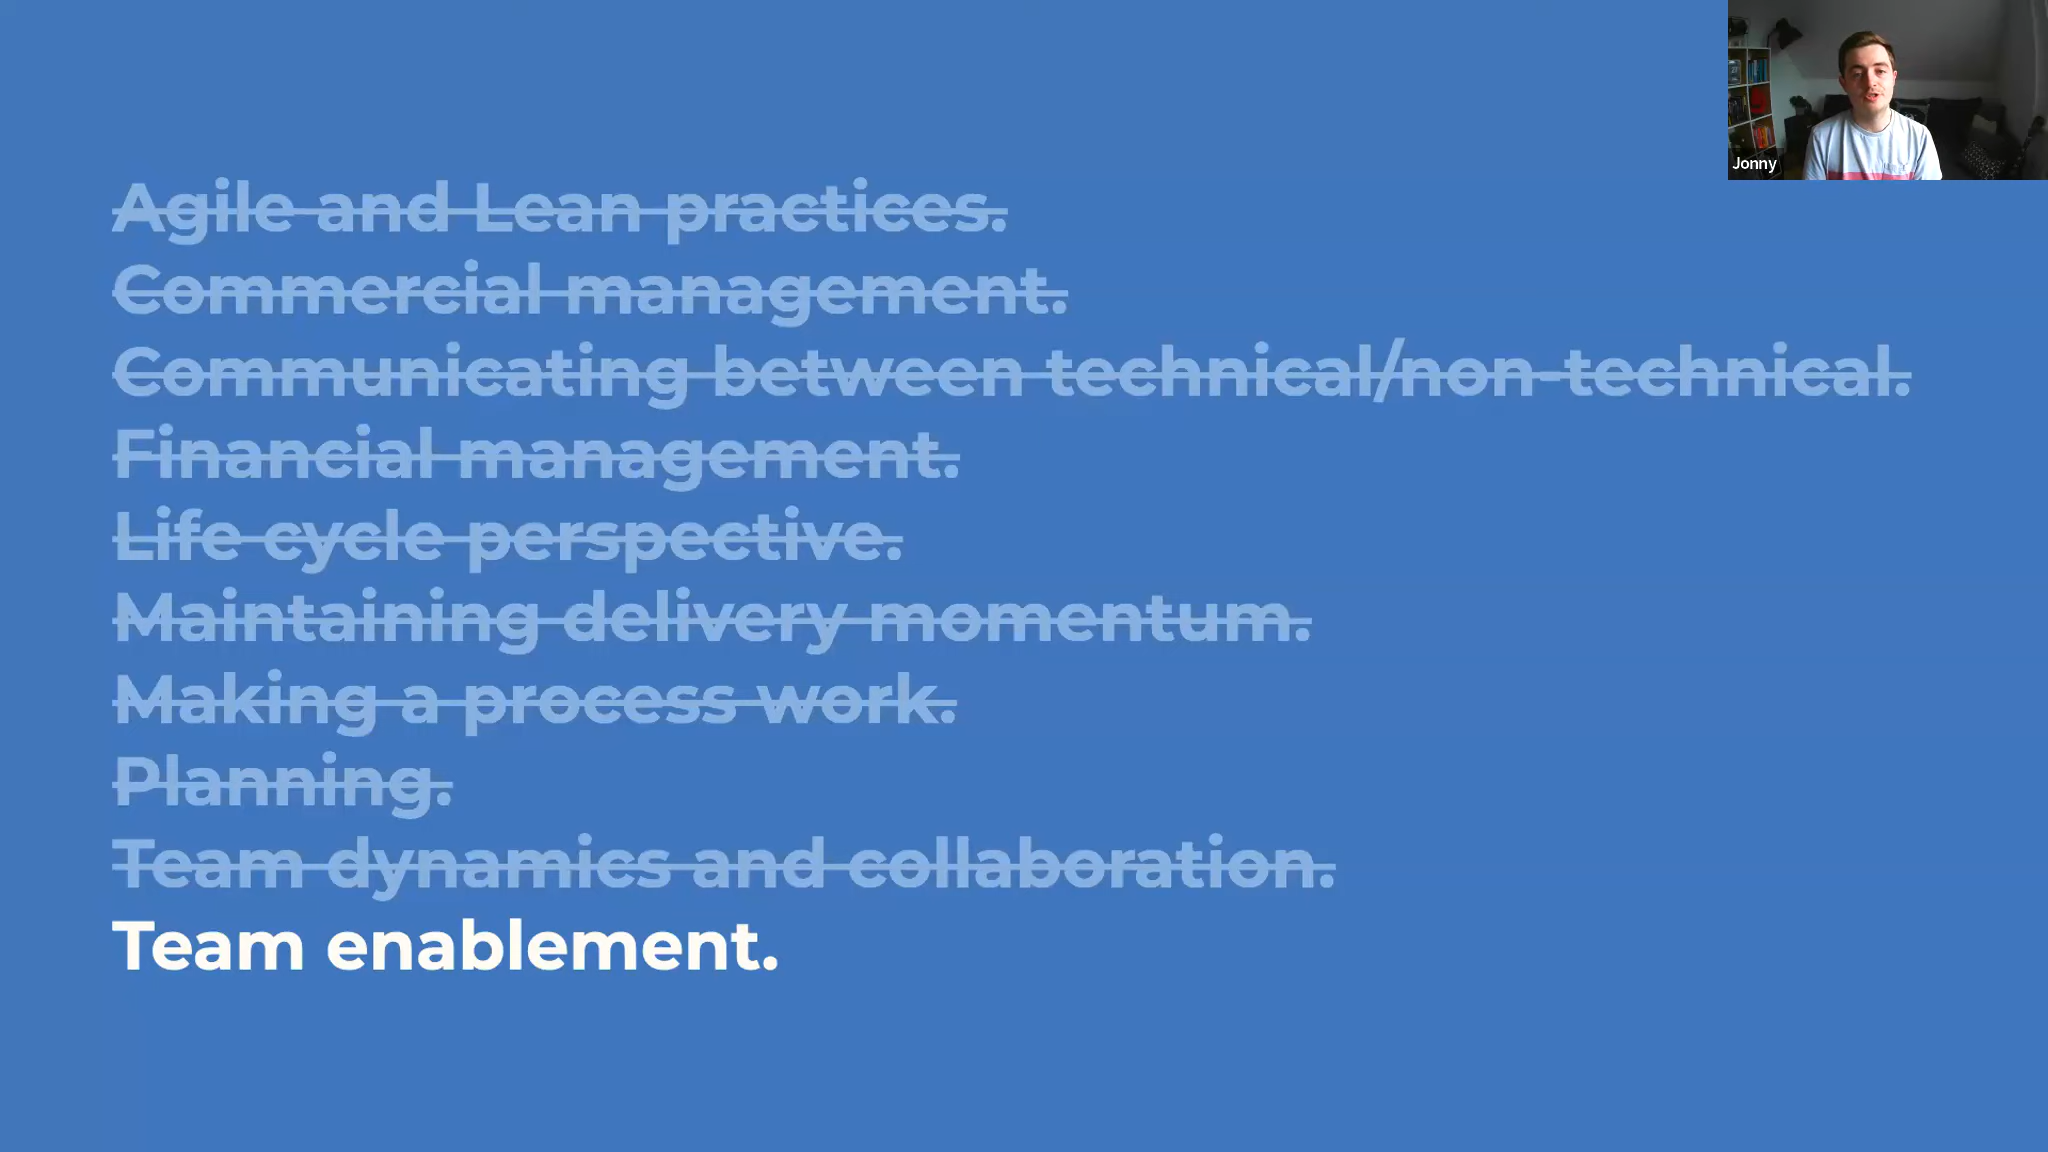 Jonny
Agile and Lean practices.
Commercial management.
Communicating between technical/non-technical.
Financial management.
Life cycle perspective.
Maintaining delivery momentum.
Making a process work.
Planning.
Team dynamics and collaboration.
Team enablement.